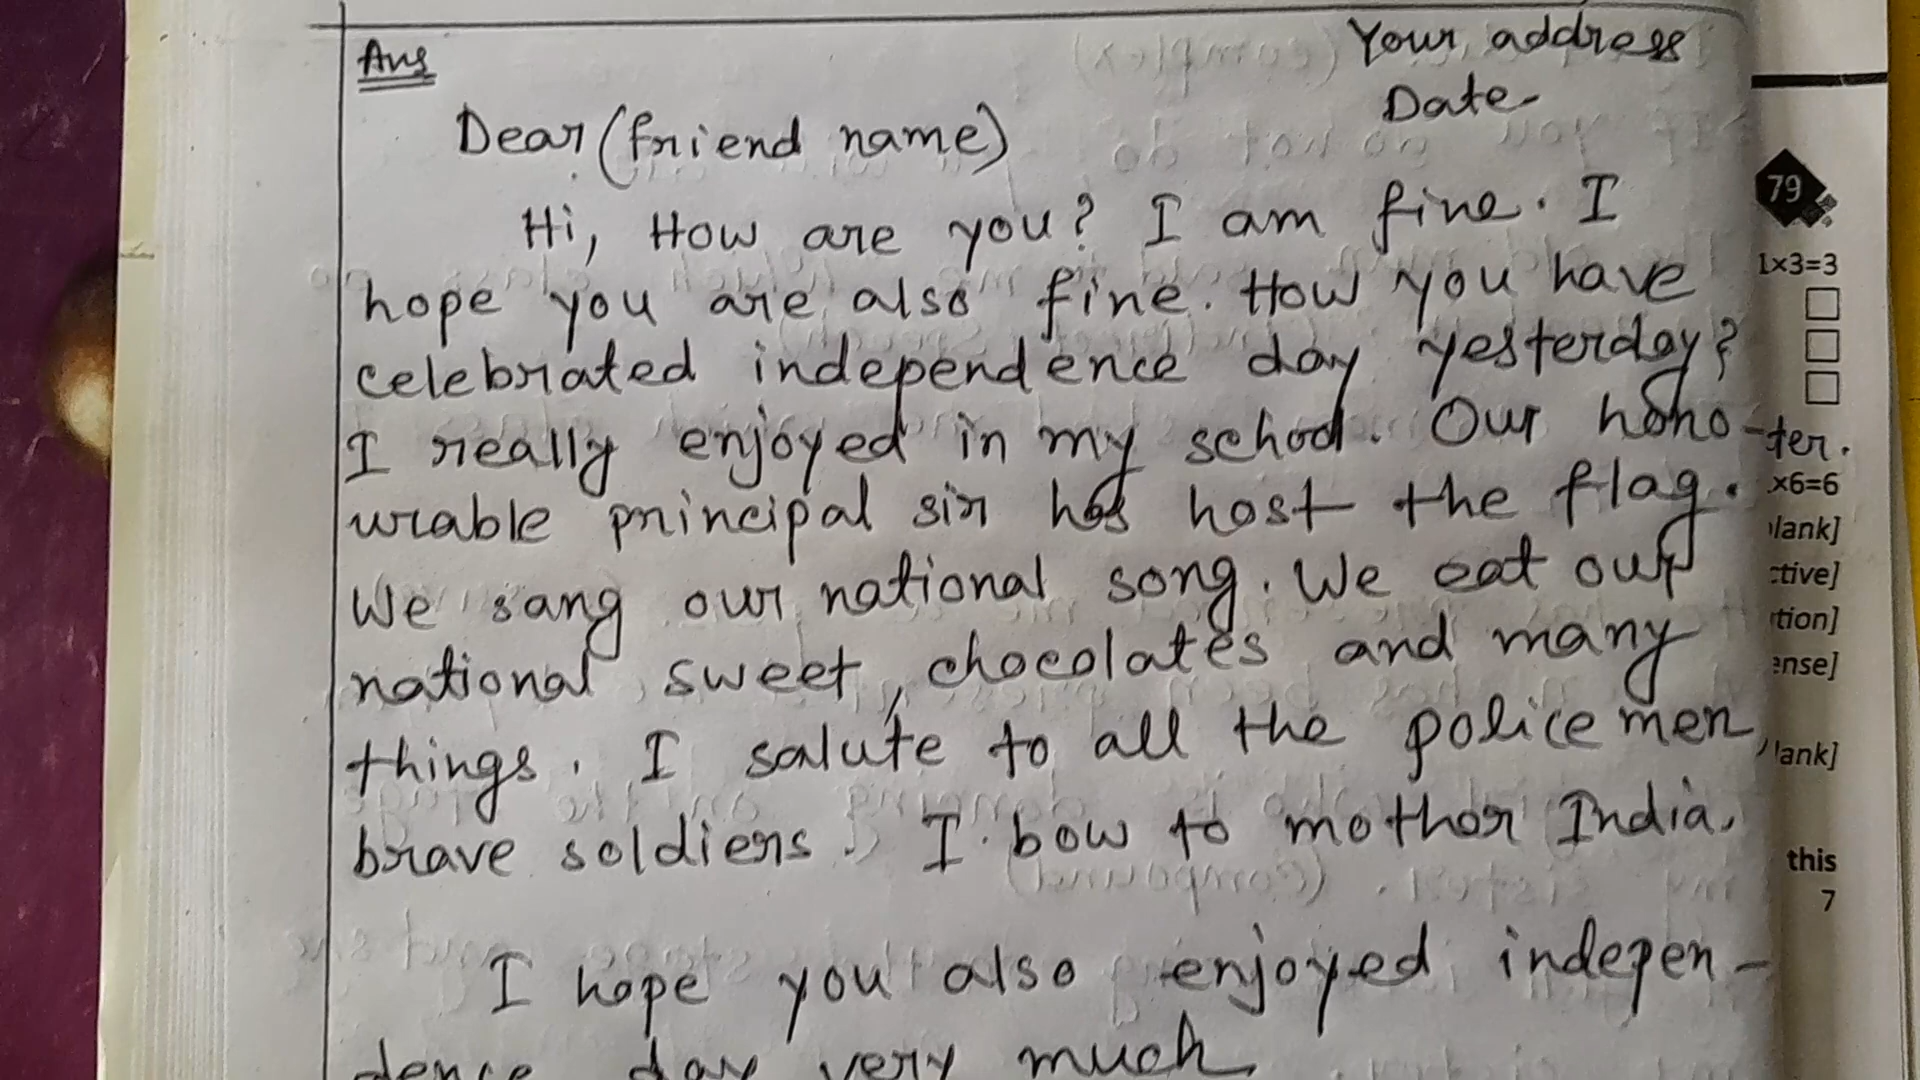 Ans
Your address
Date-
Dear (friend name)
Hi, How are you? I am fine. I
hope you are also fine. How you have
celebrated independence day yesterday?
I really enjoyed in my school. Our hono-
urable principal sir has host the flag.
We sang our national song. We eat our
national sweet, chocolates and many
things. I salute to all the policemen,
brave soldiers. I bow to mother India.
I hope you also enjoyed indepen-
dence day very much.
79
1x3=3
ter.
x6=6
lank]
ctive]
tion]
ense]
lank]
this
7